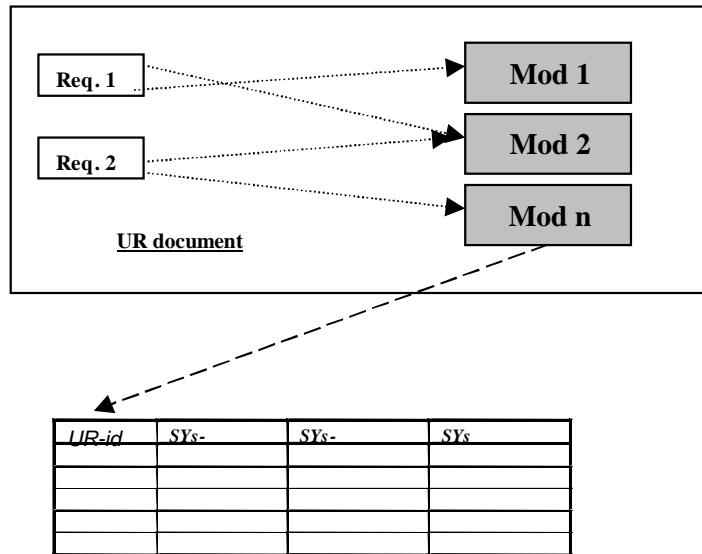 Req. 1
Mod 1
Req. 2
Mod 2
Mod n
UR document
UR-id SYs- SYs- SYs